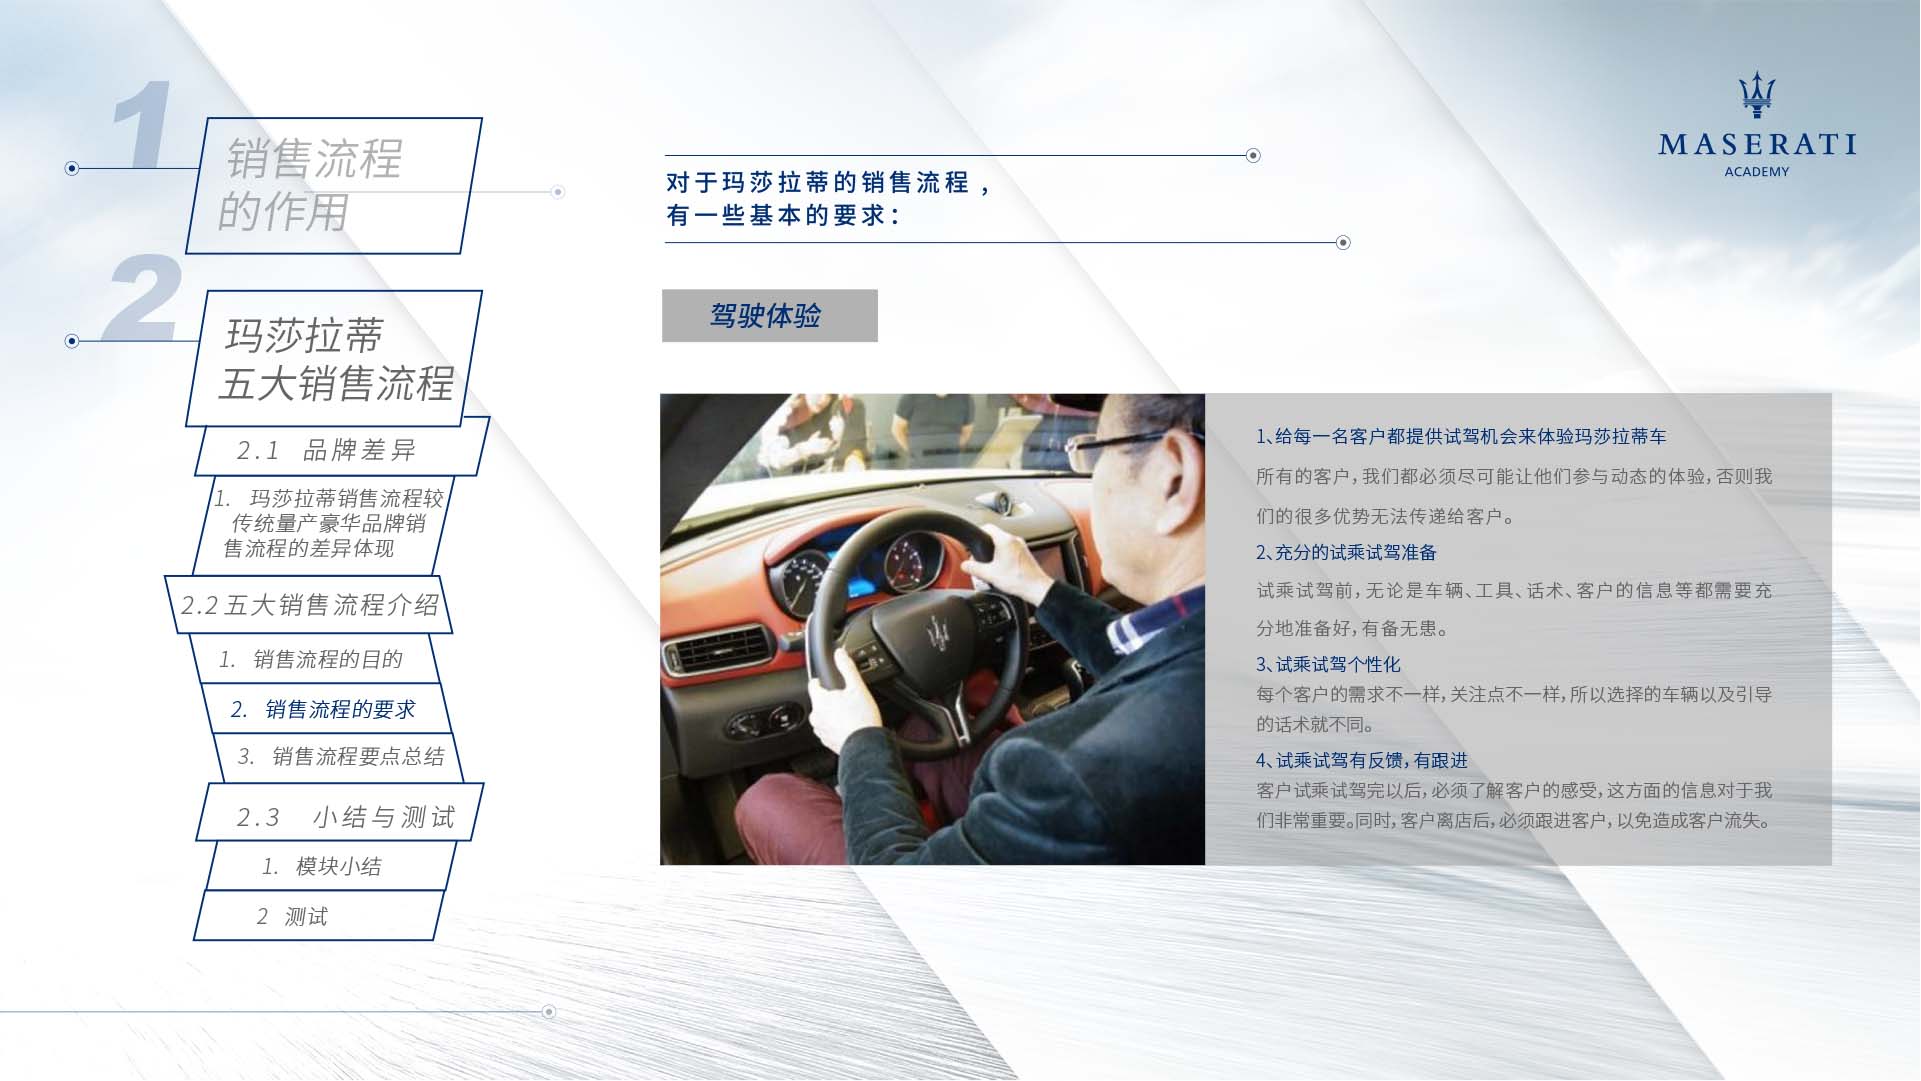 1
销售流程
的作用
2
玛莎拉蒂
五大销售流程
2.1 品牌差异
1. 玛莎拉蒂销售流程较
传统量产豪华品牌销
售流程的差异体现
2.2五大销售流程介绍
1. 销售流程的目的
2. 销售流程的要求
3. 销售流程要点总结
2.3 小结与测试
1. 模块小结
2 测试
对于玛莎拉蒂的销售流程，
有一些基本的要求：
驾驶体验
1、给每一名客户都提供试驾机会来体验玛莎拉蒂车
所有的客户，我们都必须尽可能让他们参与动态的体验，否则我
们的很多优势无法传递给客户。
2、充分的试乘试驾准备
试乘试驾前，无论是车辆、工具、话术、客户的信息等都需要充
分地准备好，有备无患。
3、试乘试驾个性化
每个客户的需求不一样，关注点不一样，所以选择的车辆以及引导
的话术就不同。
4、试乘试驾有反馈，有跟进
客户试乘试驾完以后，必须了解客户的感受，这方面的信息对于我
们非常重要。同时，客户离店后，必须跟进客户，以免造成客户流失。
MASERATI
ACADEMY